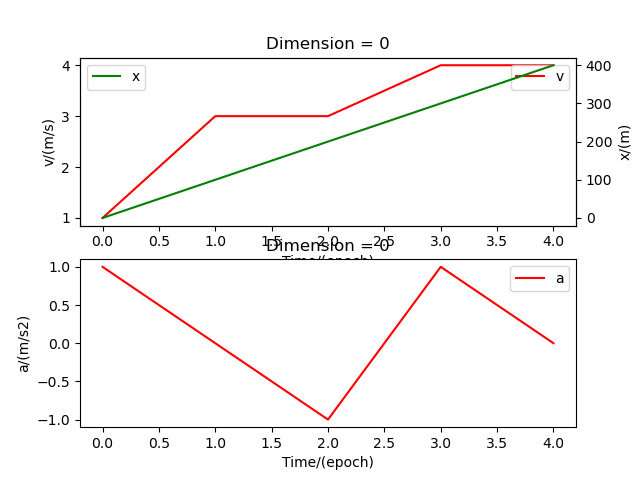 Dimension = 0
x
v
v/(m/s)
x/(m)
4
3
2
1
400
300
200
100
0
0.0 0.5 1.0 1.5 2.0 2.5 3.0 3.5 4.0
Time/(epoch)
Dimension = 0
a
a/(m/s2)
1.0
0.5
0.0
−0.5
−1.0
0.0 0.5 1.0 1.5 2.0 2.5 3.0 3.5 4.0
Time/(epoch)